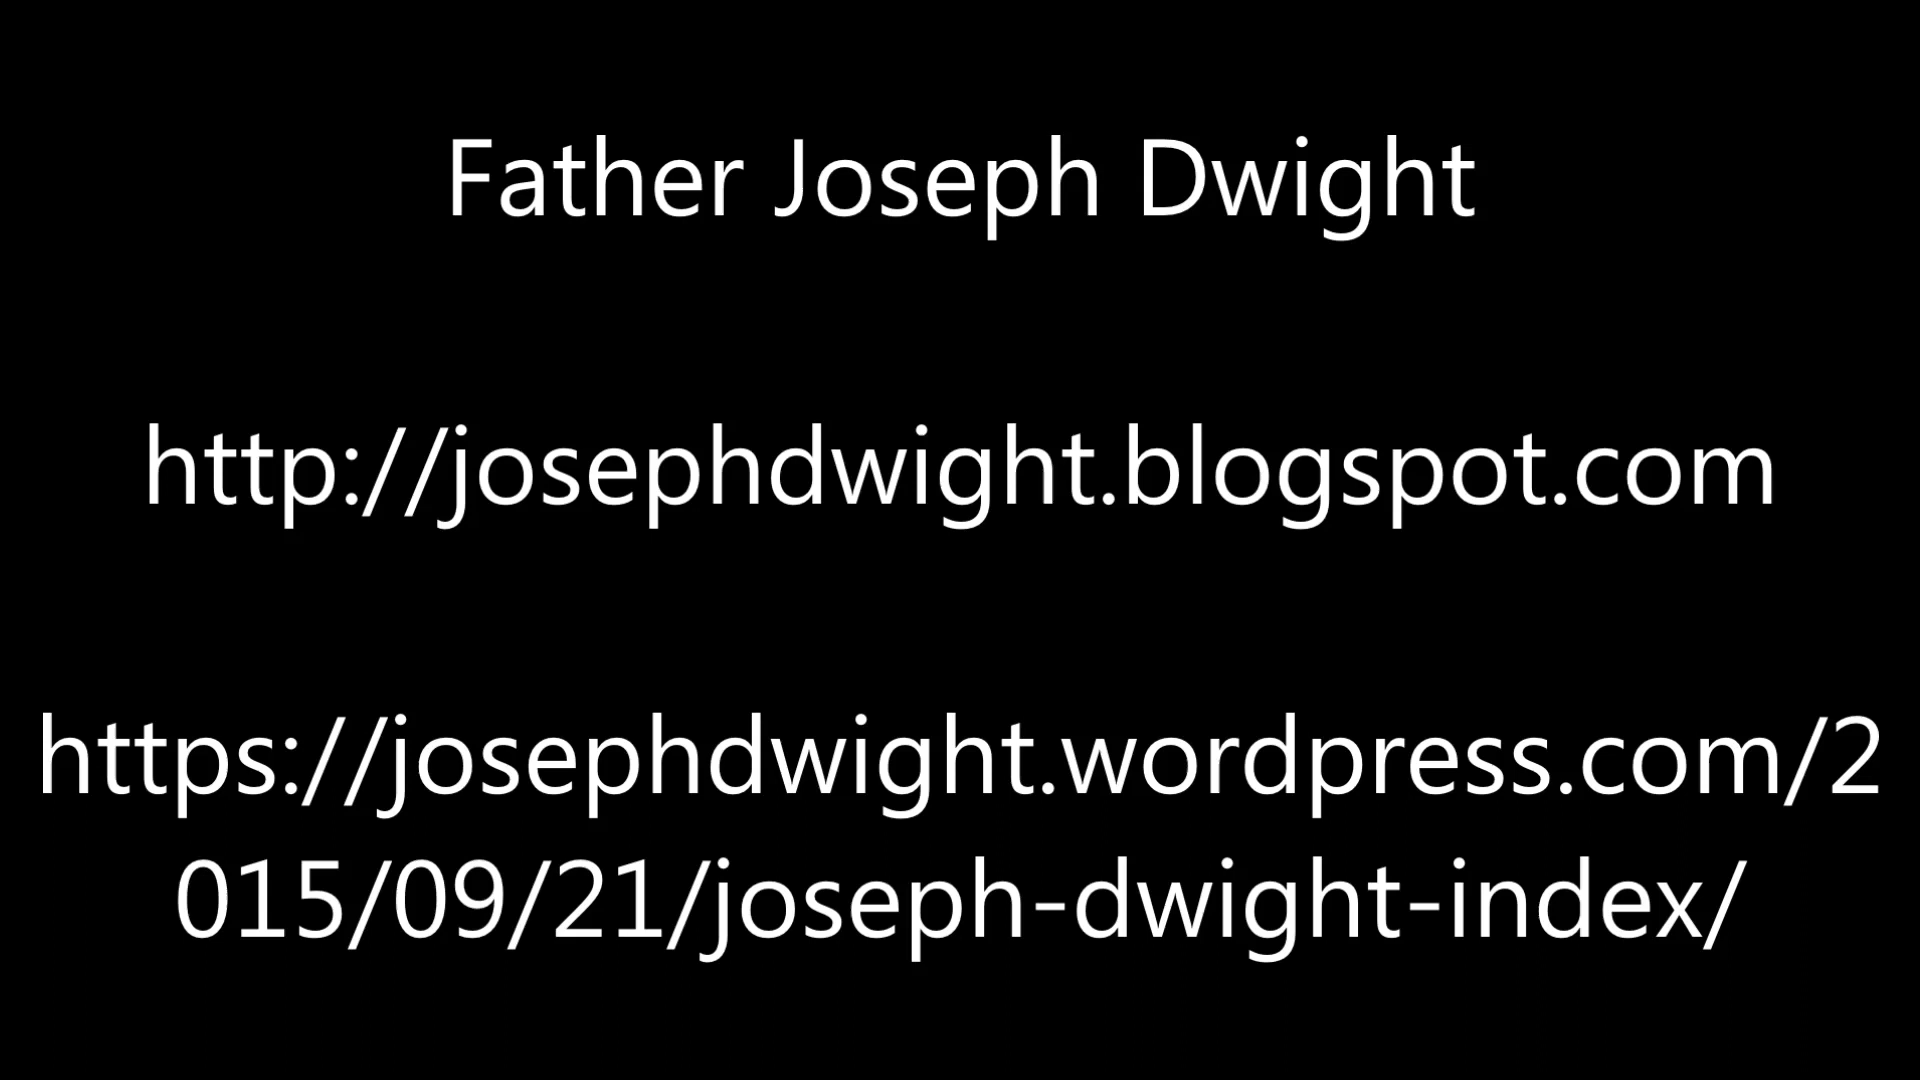 Father Joseph Dwight
http://josephdwight.blogspot.com
https://josephdwight.wordpress.com/2
015/09/21/joseph-dwight-index/